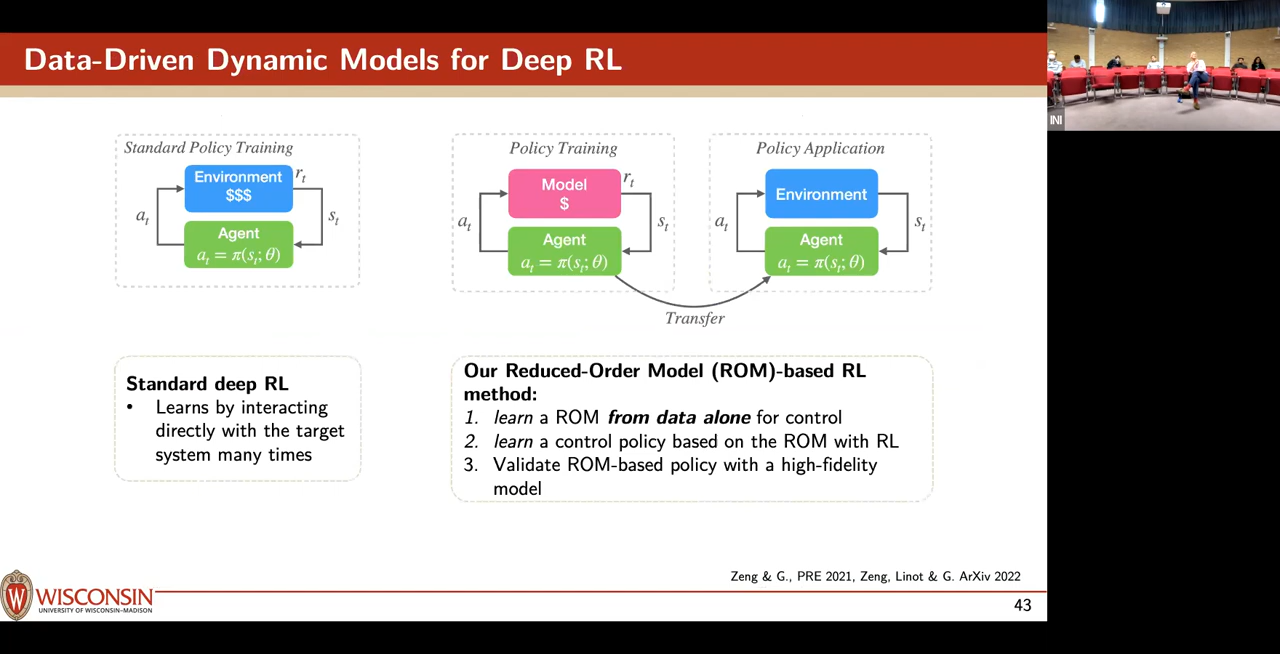 Data-Driven Dynamic Models for Deep RL
Standard Policy Training
Environment
$$$
r_t
a_t
s_t
Agent
a_t = π(s_t; θ)
Policy Training
Model
$
r_t
a_t
s_t
Agent
a_t = π(s_t; θ)
Policy Application
Environment
a_t
s_t
Agent
a_t = π(s_t; θ)
Transfer
Standard deep RL
• Learns by interacting
directly with the target
system many times
Our Reduced-Order Model (ROM)-based RL
method:
1. learn a ROM from data alone for control
2. learn a control policy based on the ROM with RL
3. Validate ROM-based policy with a high-fidelity
model
Zeng & G., PRE 2021, Zeng, Linot & G. ArXiv 2022
W
WISCONSIN
UNIVERSITY OF WISCONSIN–MADISON
43
INI